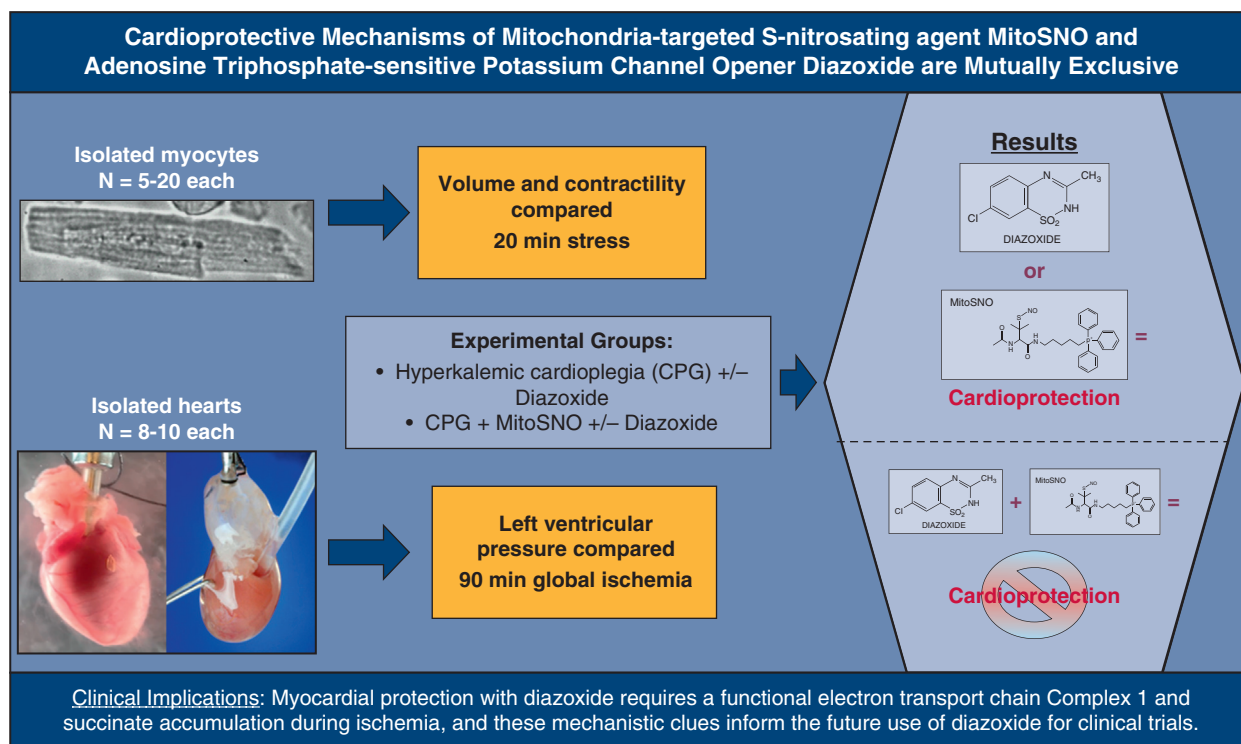 Cardioprotective Mechanisms of Mitochondria-targeted S-nitrosating agent MitoSNO and
Adenosine Triphosphate-sensitive Potassium Channel Opener Diazoxide are Mutually Exclusive
Isolated myocytes
N = 5-20 each
Volume and contractility
compared
20 min stress
Experimental Groups:
• Hyperkalemic cardioplegia (CPG) +/–
Diazoxide
• CPG + MitoSNO +/– Diazoxide
Isolated hearts
N = 8-10 each
Left ventricular
pressure compared
90 min global ischemia
Results
N
CH3
NH
SO2
Cl
DIAZOXIDE
or
MitoSNO
S
NO
O
N
H
H
N
O
P+
=
Cardioprotection
N
CH3
NH
SO2
Cl
DIAZOXIDE
+
MitoSNO
S
NO
O
N
H
H
N
O
=
Cardioprotection
Clinical Implications: Myocardial protection with diazoxide requires a functional electron transport chain Complex 1 and
succinate accumulation during ischemia, and these mechanistic clues inform the future use of diazoxide for clinical trials.